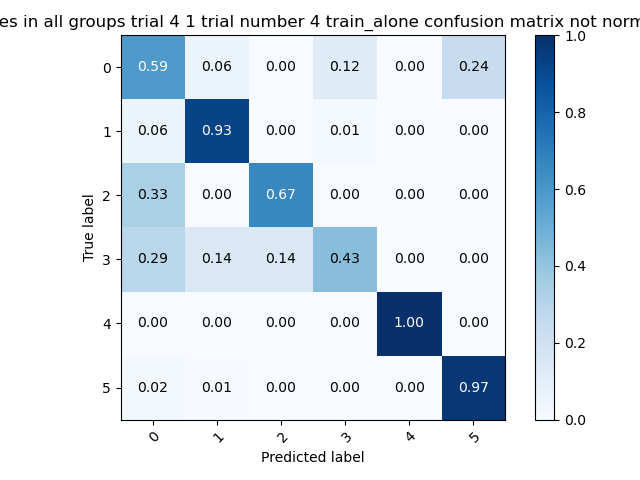 es in all groups trial 4 1 trial number 4 train_alone confusion matrix not norm
True label
0 0.59 0.06 0.00 0.12 0.00 0.24
1 0.06 0.93 0.00 0.01 0.00 0.00
2 0.33 0.00 0.67 0.00 0.00 0.00
3 0.29 0.14 0.14 0.43 0.00 0.00
4 0.00 0.00 0.00 0.00 1.00 0.00
5 0.02 0.01 0.00 0.00 0.00 0.97
0 1 2 3 4 5
Predicted label
1.0
0.8
0.6
0.4
0.2
0.0